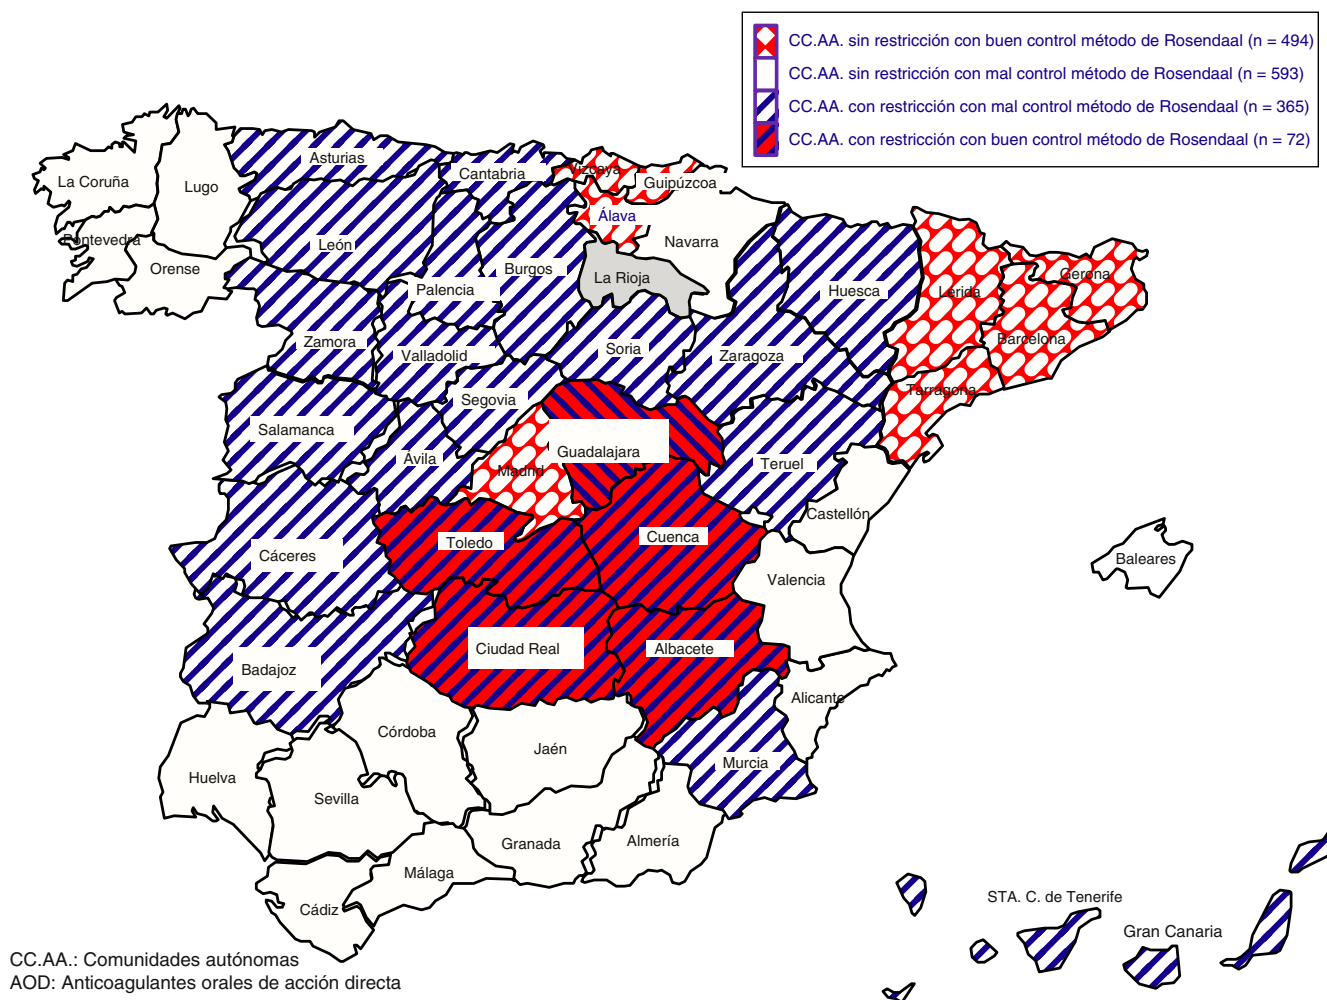 CC.AA. sin restricción con buen control método de Rosendaal (n = 494)
CC.AA. sin restricción con mal control método de Rosendaal (n = 593)
CC.AA. con restricción con mal control método de Rosendaal (n = 365)
CC.AA. con restricción con buen control método de Rosendaal (n = 72)
Asturias
Cantabria
Vizcaya
Guipúzcoa
La Coruña
Lugo
Álava
Pontevedra
León
Navarra
Orense
Burgos
La Rioja
Palencia
Huesca
Lérida
Gerona
Zamora
Valladolid
Soria
Zaragoza
Barcelona
Segovia
Tarragona
Salamanca
Ávila
Madrid
Guadalajara
Teruel
Castellón
Cáceres
Toledo
Cuenca
Baleares
Valencia
Badajoz
Ciudad Real
Albacete
Alicante
Córdoba
Jaén
Murcia
Huelva
Sevilla
Granada
Almería
Málaga
Cádiz
STA. C. de Tenerife
Gran Canaria
CC.AA.: Comunidades autónomas
AOD: Anticoagulantes orales de acción directa